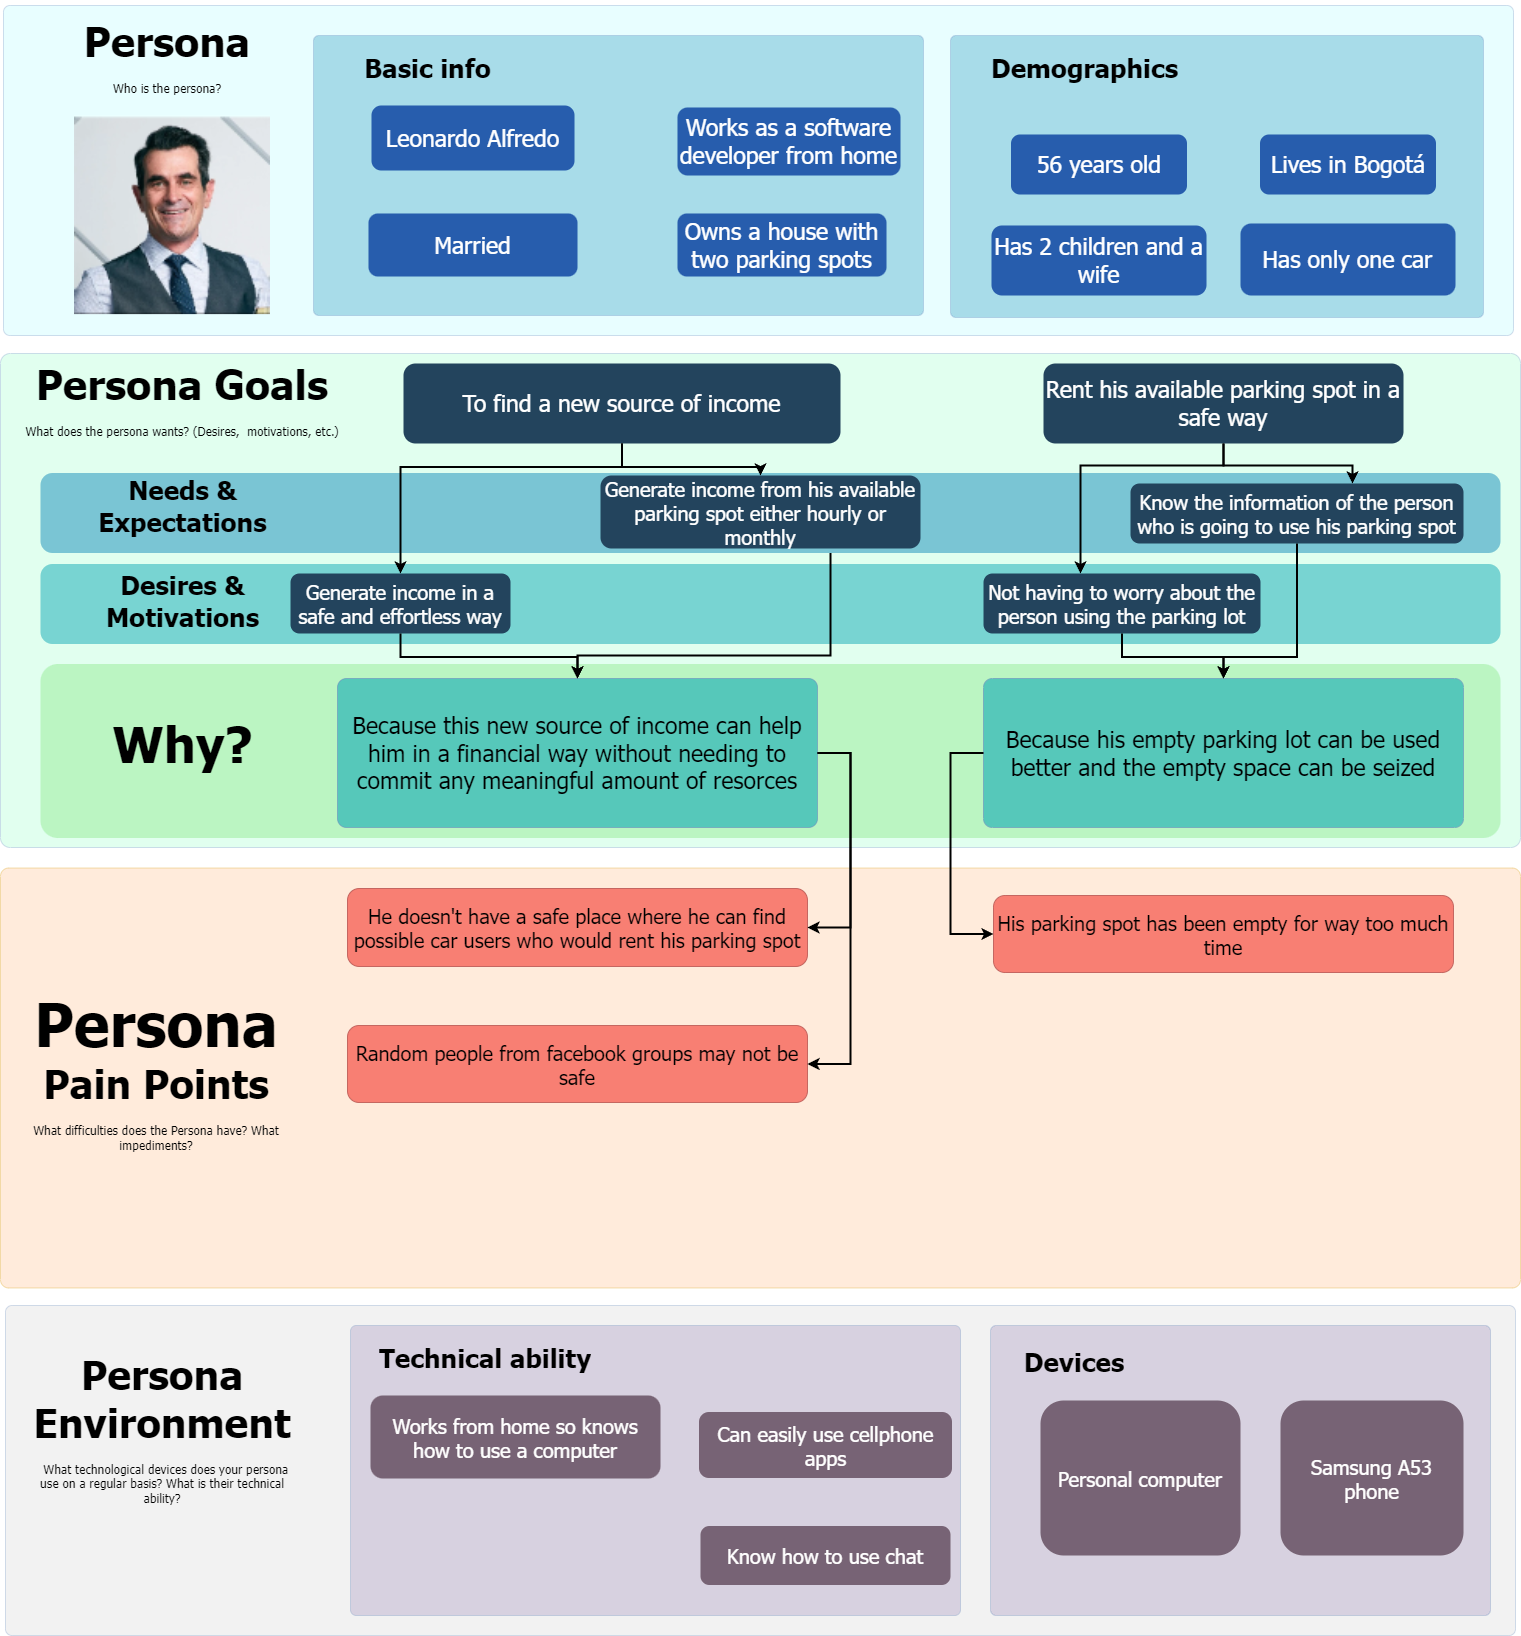 Persona
Who is the persona?
Basic info
Leonardo Alfredo
Works as a software
developer from home
Married
Owns a house with
two parking spots
Demographics
56 years old
Lives in Bogotá
Has 2 children and a
wife
Has only one car
Persona Goals
What does the persona wants? (Desires,  motivations, etc.)
To find a new source of income
Rent his available parking spot in a
safe way
Needs &
Expectations
Generate income from his available
parking spot either hourly or
monthly
Know the information of the person
who is going to use his parking spot
Desires &
Motivations
Generate income in a
safe and effortless way
Not having to worry about the
person using the parking lot
Why?
Because this new source of income can help
him in a financial way without needing to
commit any meaningful amount of resorces
Because his empty parking lot can be used
better and the empty space can be seized
Persona
Pain Points
What difficulties does the Persona have? What
impediments?
He doesn't have a safe place where he can find
possible car users who would rent his parking spot
His parking spot has been empty for way too much
time
Random people from facebook groups may not be
safe
Persona
Environment
What technological devices does your persona
use on a regular basis? What is their technical
ability?
Technical ability
Works from home so knows
how to use a computer
Can easily use cellphone
apps
Know how to use chat
Devices
Personal computer
Samsung A53
phone